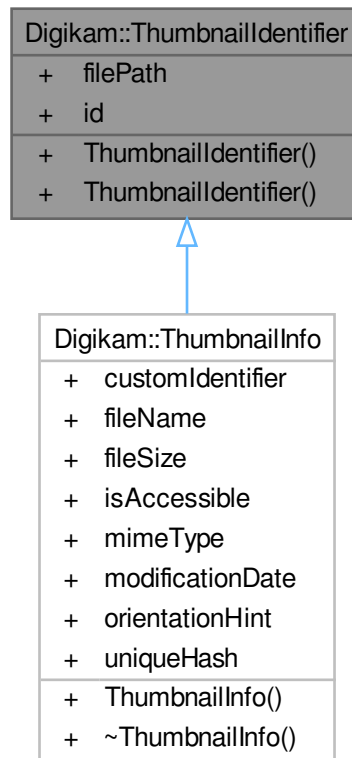 Digikam::ThumbnailIdentifier
+ filePath
+ id
+ ThumbnailIdentifier()
+ ThumbnailIdentifier()
Digikam::ThumbnailInfo
+ customIdentifier
+ fileName
+ fileSize
+ isAccessible
+ mimeType
+ modificationDate
+ orientationHint
+ uniqueHash
+ ThumbnailInfo()
+ ~ThumbnailInfo()